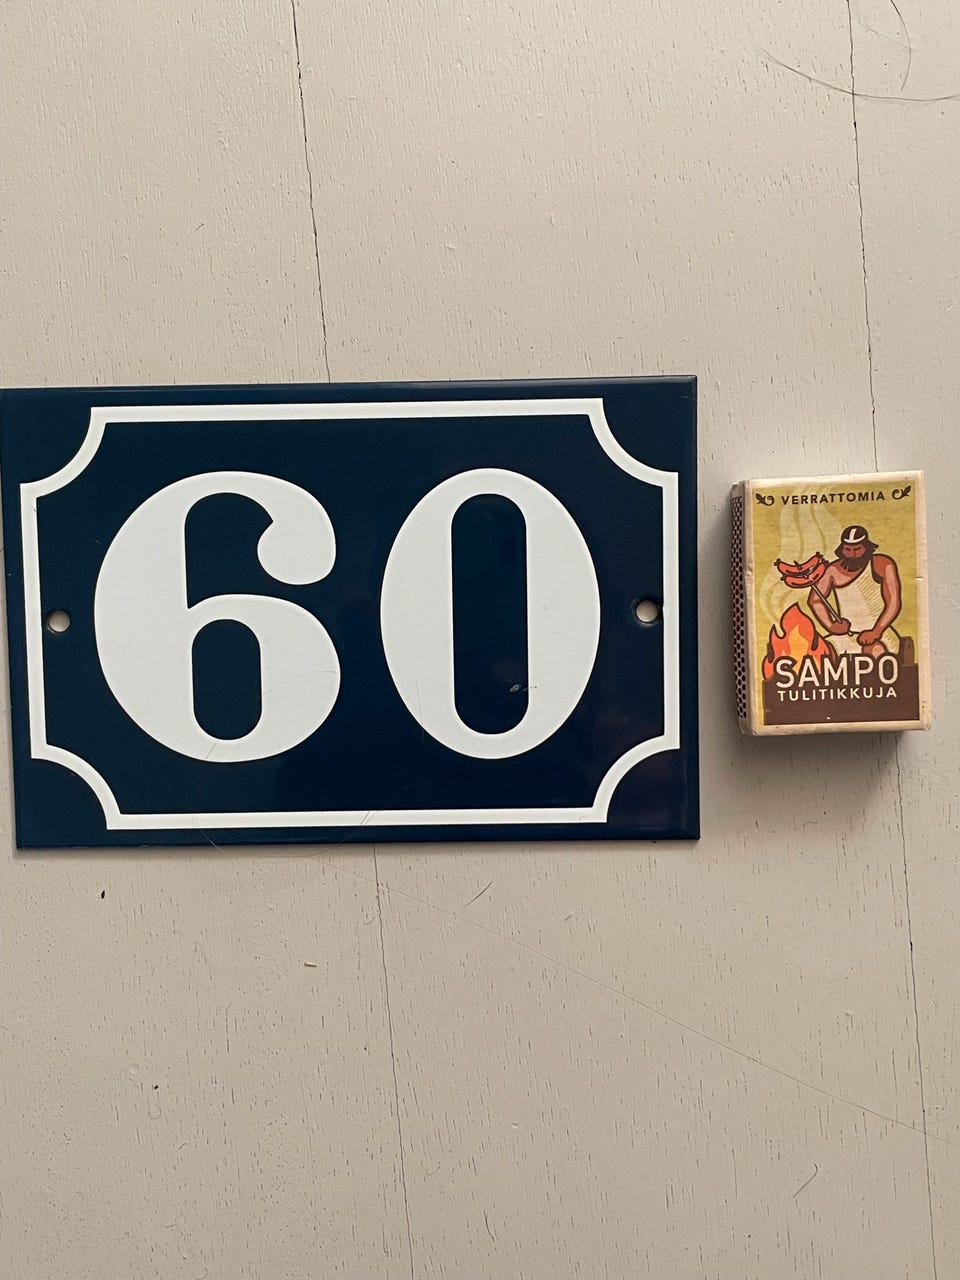 60
VERRATTOMIA
SAMPO
TULITIKKUJA